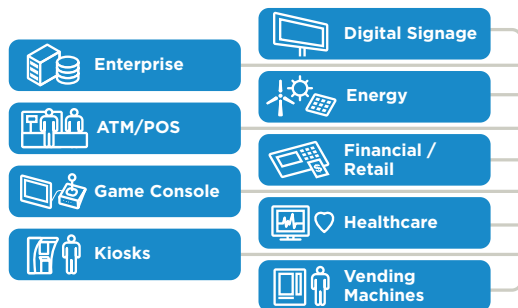 Enterprise
ATM/POS
Game Console
Kiosks
Digital Signage
Energy
Financial /
Retail
Healthcare
Vending
Machines